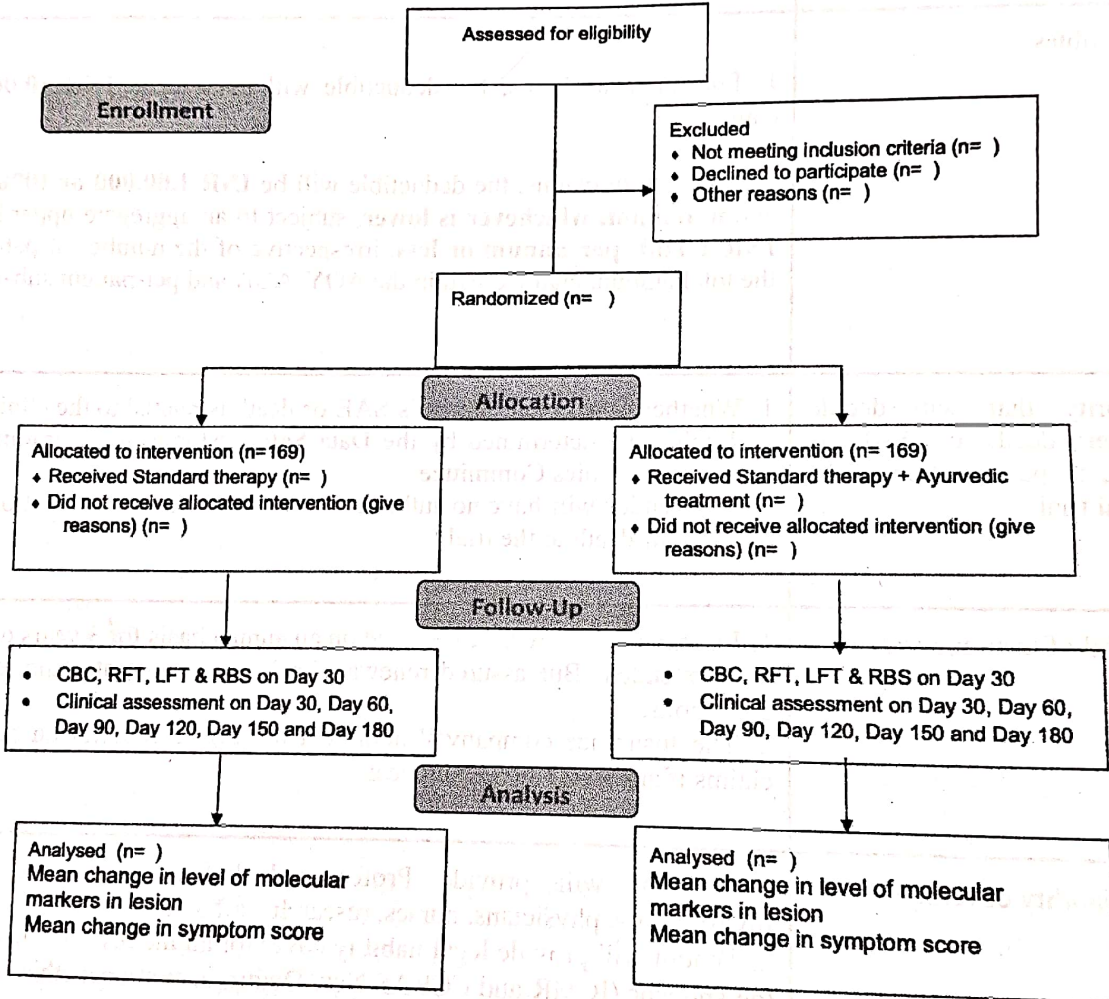 Assessed for eligibility
Enrollment
Excluded
♦ Not meeting inclusion criteria (n= )
♦ Declined to participate (n= )
♦ Other reasons (n= )
Randomized (n= )
Allocation
Allocated to intervention (n=169)
♦ Received Standard therapy (n= )
♦ Did not receive allocated intervention (give
reasons) (n= )
Allocated to intervention (n= 169)
♦ Received Standard therapy + Ayurvedic
treatment (n= )
♦ Did not receive allocated intervention (give
reasons) (n= )
Follow-Up
• CBC, RFT, LFT & RBS on Day 30
• Clinical assessment on Day 30, Day 60,
Day 90, Day 120, Day 150 and Day 180
• CBC, RFT, LFT & RBS on Day 30
• Clinical assessment on Day 30, Day 60,
Day 90, Day 120, Day 150 and Day 180
Analysis
Analysed (n= )
Mean change in level of molecular
markers in lesion
Mean change in symptom score
Analysed (n= )
Mean change in level of molecular
markers in lesion
Mean change in symptom score